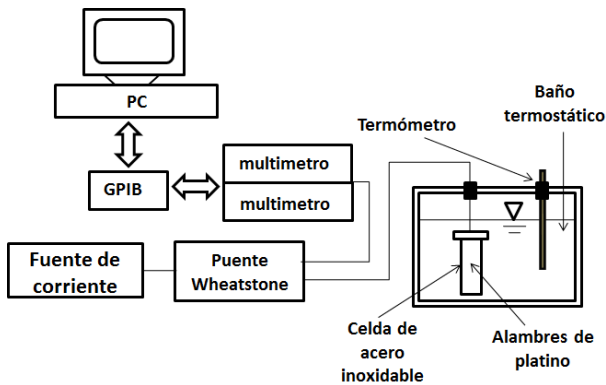 PC
GPIB
multimetro
multimetro
Fuente de
corriente
Puente
Wheatstone
Termómetro
Baño
termostático
Celda de
acero
inoxidable
Alambres de
platino